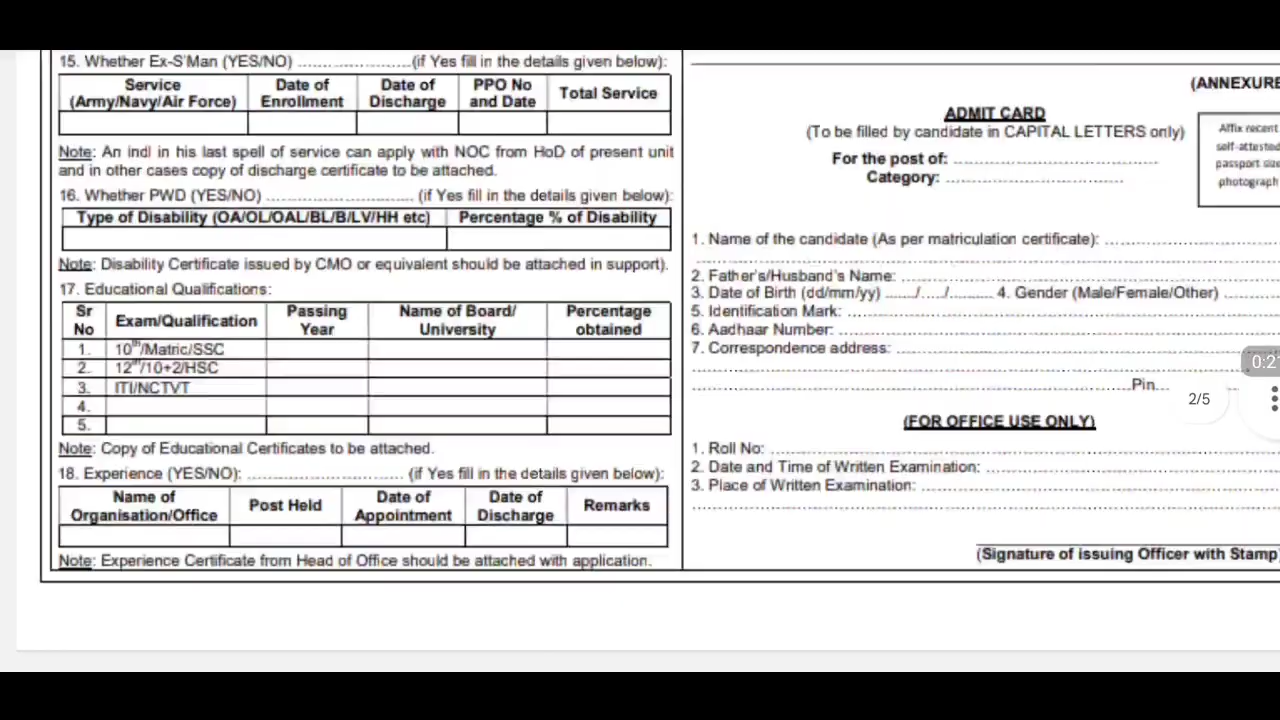 15. Whether Ex-S'Man (YES/NO) ........................(if Yes fill in the details given below):
Service (Army/Navy/Air Force) Date of Enrollment Date of Discharge PPO No and Date Total Service
Note: An indl in his last spell of service can apply with NOC from HoD of present unit
and in other cases copy of discharge certificate to be attached.
16. Whether PWD (YES/NO) ................................ (if Yes fill in the details given below):
Type of Disability (OA/OL/OAL/BL/B/LV/HH etc) Percentage % of Disability
Note: Disability Certificate issued by CMO or equivalent should be attached in support).
17. Educational Qualifications:
Sr No Exam/Qualification Passing Year Name of Board/ University Percentage obtained
1. 10th/Matric/SSC
2. 12th/10+2/HSC
3. ITI/NCTVT
4.
5.
Note: Copy of Educational Certificates to be attached.
18. Experience (YES/NO): ................................ (if Yes fill in the details given below):
Name of Organisation/Office Post Held Date of Appointment Date of Discharge Remarks
Note: Experience Certificate from Head of Office should be attached with application.
(ANNEXURE
ADMIT CARD
(To be filled by candidate in CAPITAL LETTERS only)
Affix recent
self-attested
passport size
photograph
For the post of: ............................................
Category: .....................................
1. Name of the candidate (As per matriculation certificate): ........................
2. Father's/Husband's Name: ................................
3. Date of Birth (dd/mm/yy) ......./...../.......... 4. Gender (Male/Female/Other) ............
5. Identification Mark: ................................
6. Aadhaar Number: ................................
7. Correspondence address: ................................
................................Pin...
2/5
(FOR OFFICE USE ONLY)
1. Roll No: ................................
2. Date and Time of Written Examination: ................................
3. Place of Written Examination: ................................
(Signature of issuing Officer with Stamp)